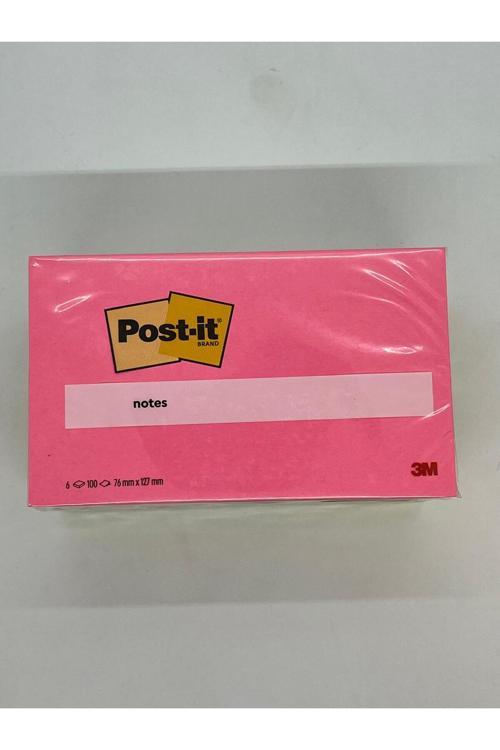 Post-it®
BRAND
notes
3M
6 100 76 mm x 127 mm